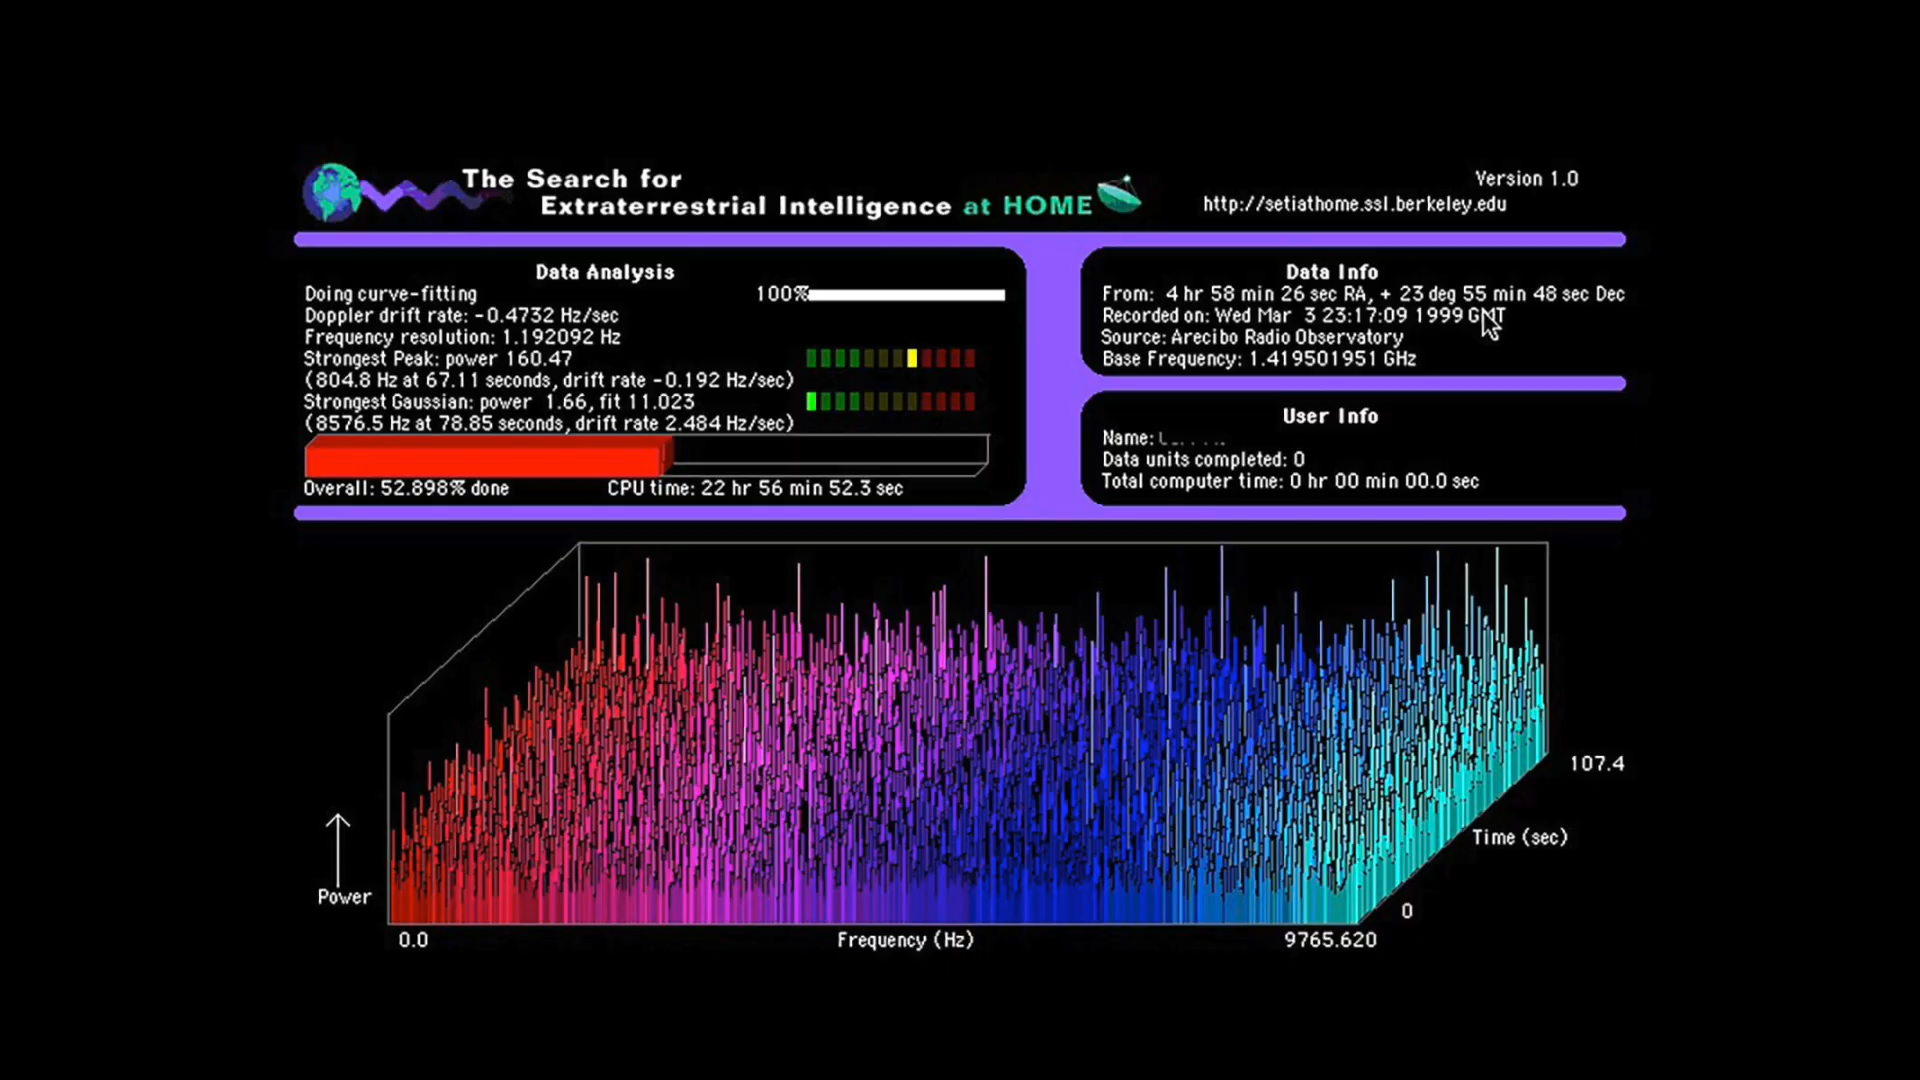 The Search for
Extraterrestrial Intelligence at HOME
Version 1.0
http://setiathome.ssl.berkeley.edu
Data Analysis
Doing curve-fitting 100%
Doppler drift rate: -0.4732 Hz/sec
Frequency resolution: 1.192092 Hz
Strongest Peak: power 160.47
(804.8 Hz at 67.11 seconds, drift rate -0.192 Hz/sec)
Strongest Gaussian: power 1.66, fit 11.023
(8576.5 Hz at 78.85 seconds, drift rate 2.484 Hz/sec)
Overall: 52.898% done CPU time: 22 hr 56 min 52.3 sec
Data Info
From: 4 hr 58 min 26 sec RA, + 23 deg 55 min 48 sec Dec
Recorded on: Wed Mar 3 23:17:09 1999 GMT
Source: Arecibo Radio Observatory
Base Frequency: 1.419501951 GHz
User Info
Name:
Data units completed: 0
Total computer time: 0 hr 00 min 00.0 sec
107.4
Time (sec)
Power
0
0.0
Frequency (Hz)
9765.620